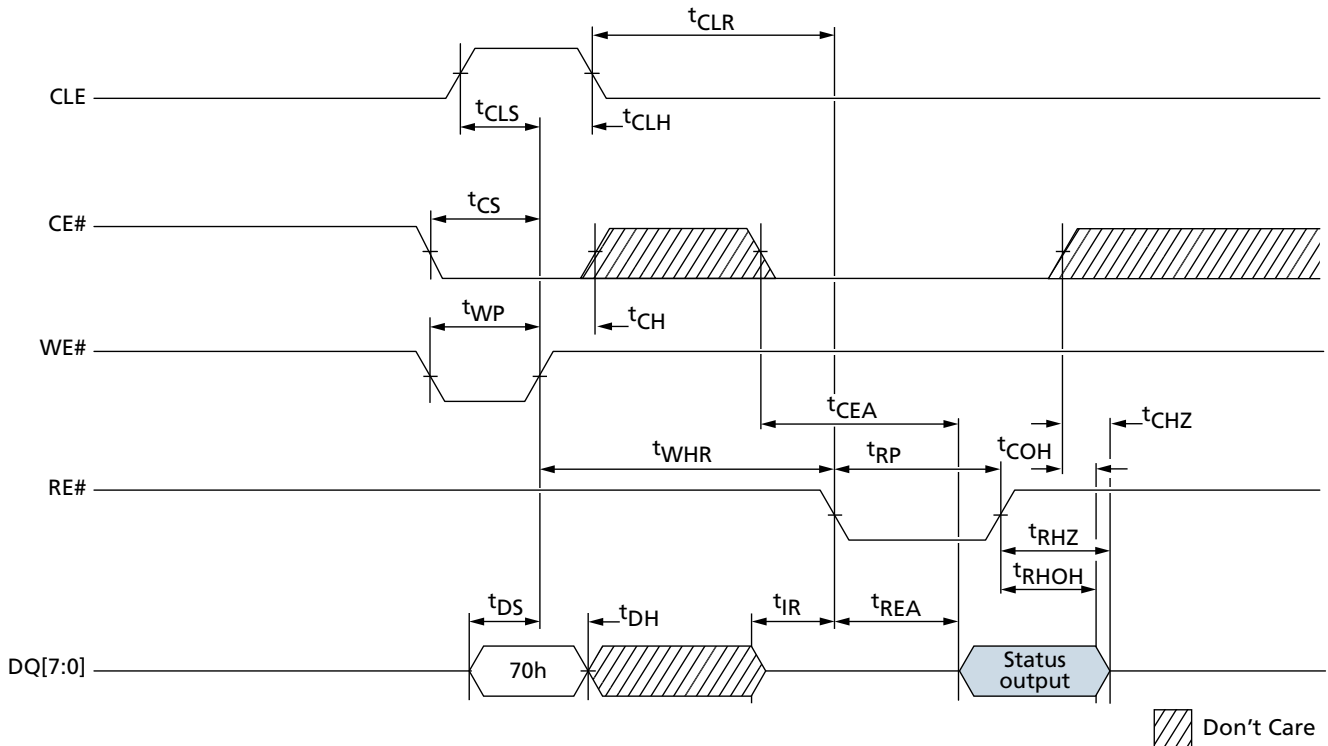 tCLR
CLE
tCLS
tCLH
tCS
CE#
tWP
tCH
WE#
tCEA
tCHZ
tWHR
tRP
tCOH
RE#
tRHZ
tRHOH
tDS
tDH
tIR
tREA
DQ[7:0]
70h
Status
output
Don't Care